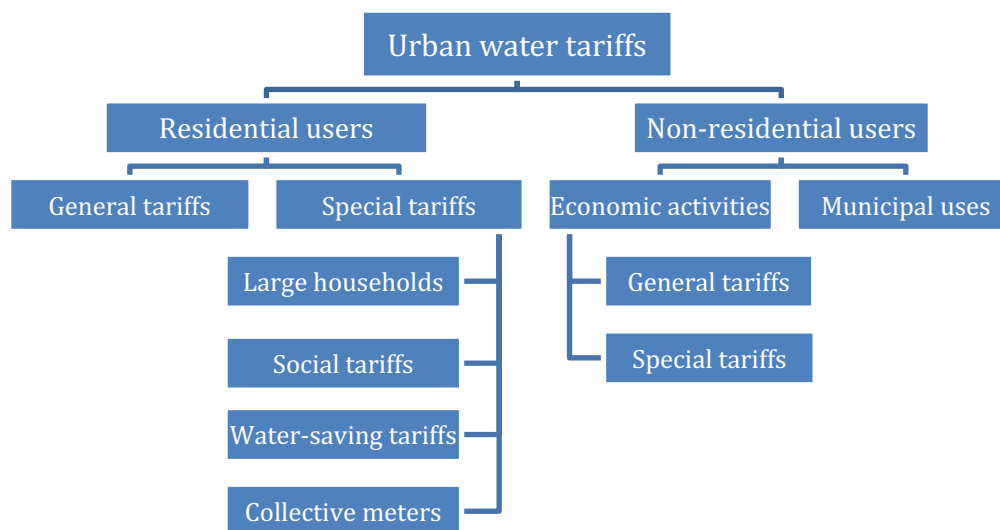 Urban water tariffs
Residential users
Non-residential users
General tariffs
Special tariffs
Economic activities
Municipal uses
Large households
General tariffs
Social tariffs
Special tariffs
Water-saving tariffs
Collective meters